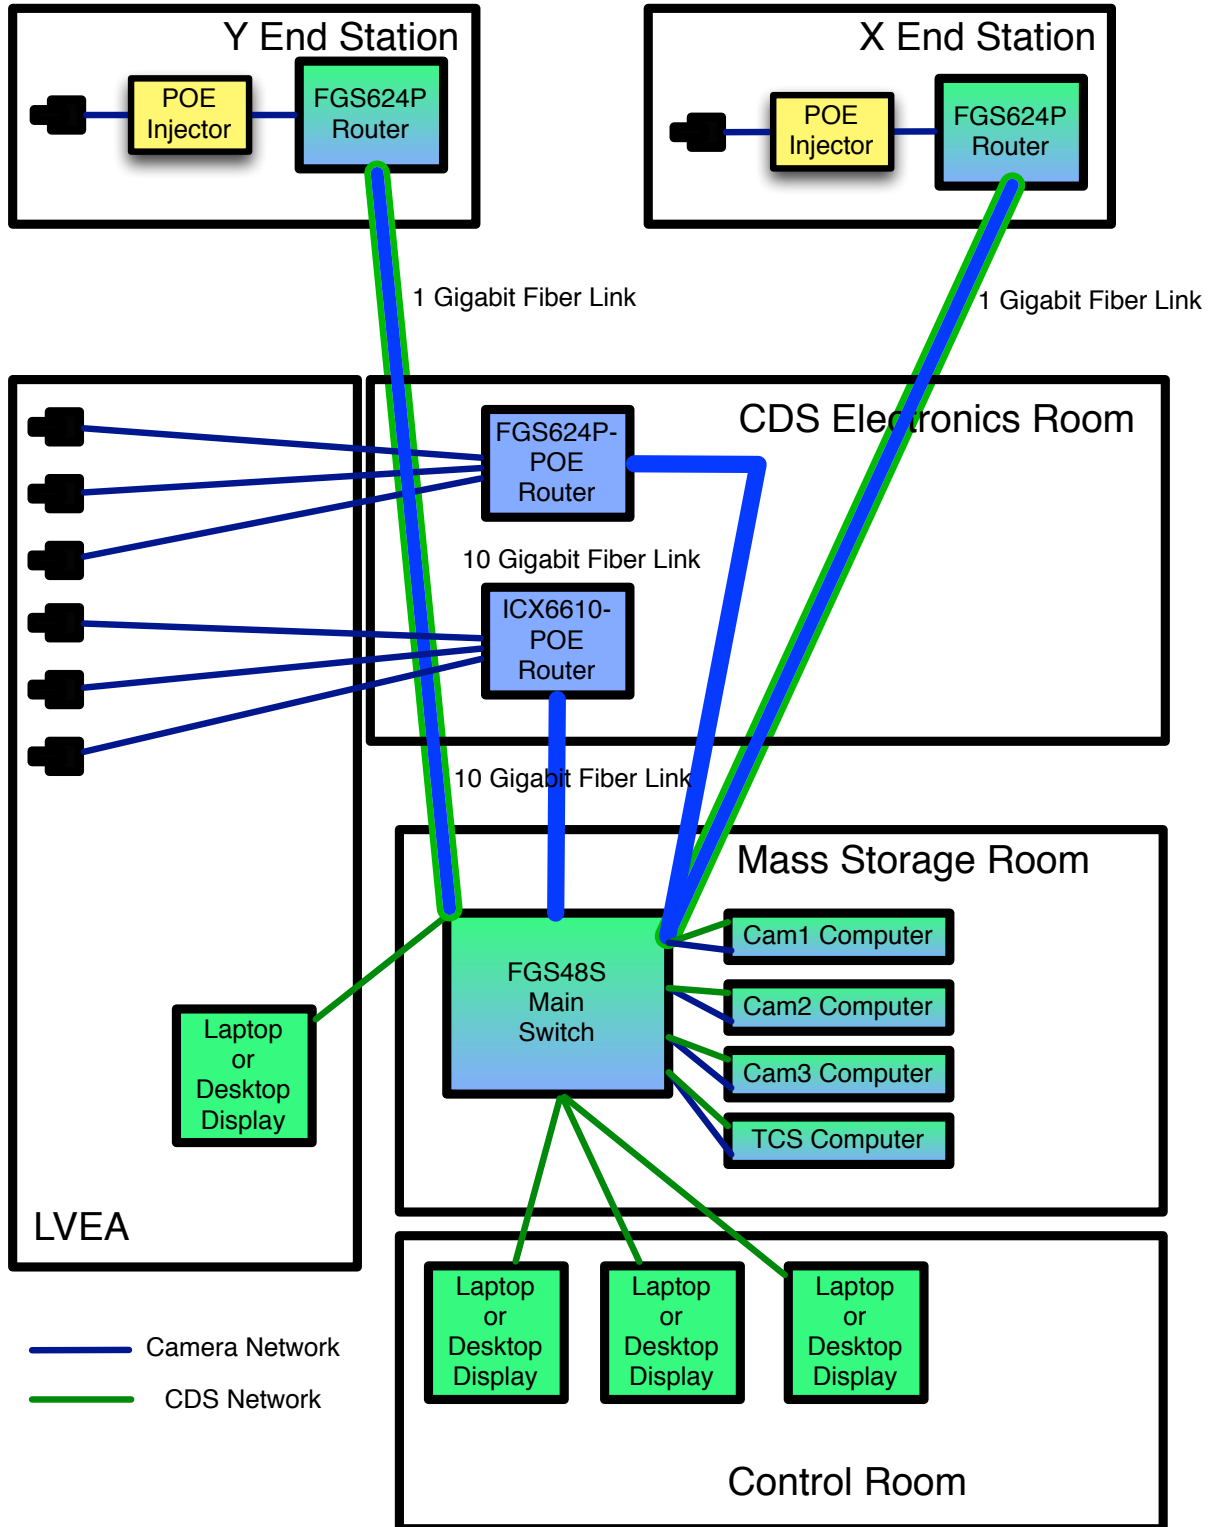 Y End Station
POE
Injector
FGS624P
Router
X End Station
POE
Injector
FGS624P
Router
1 Gigabit Fiber Link
1 Gigabit Fiber Link
CDS Electronics Room
FGS624P-
POE
Router
10 Gigabit Fiber Link
ICX6610-
POE
Router
10 Gigabit Fiber Link
Mass Storage Room
FGS48S
Main
Switch
Cam1 Computer
Cam2 Computer
Cam3 Computer
TCS Computer
Laptop
or
Desktop
Display
LVEA
Laptop
or
Desktop
Display
Laptop
or
Desktop
Display
Laptop
or
Desktop
Display
Control Room
Camera Network
CDS Network